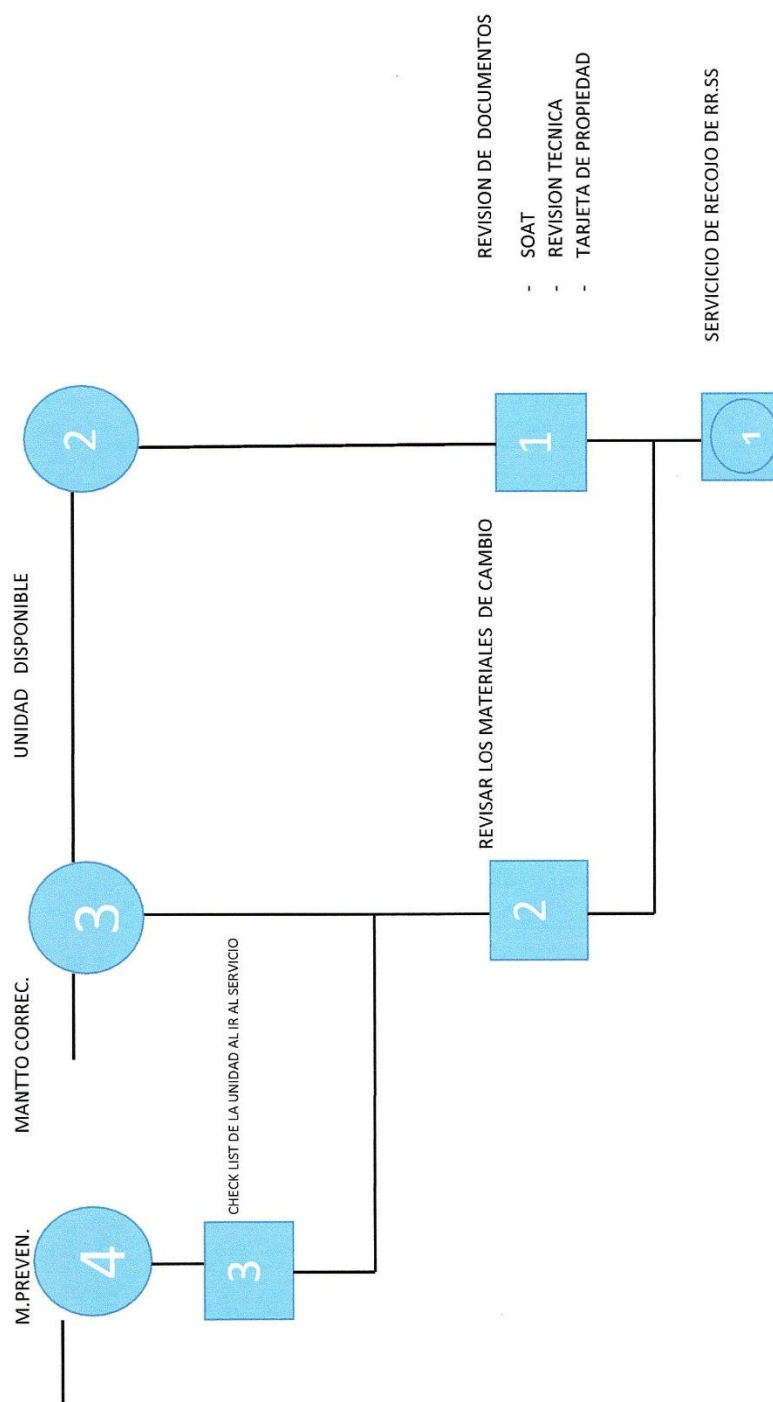 M.PREVEN.
MANTTO CORREC.
UNIDAD DISPONIBLE
4
3
2
CHECK LIST DE LA UNIDAD AL IR AL SERVICIO
3
REVISAR LOS MATERIALES DE CAMBIO
2
1
REVISION DE DOCUMENTOS
- SOAT
- REVISION TECNICA
- TARJETA DE PROPIEDAD
SERVICICIO DE RECOJO DE RR.SS
1